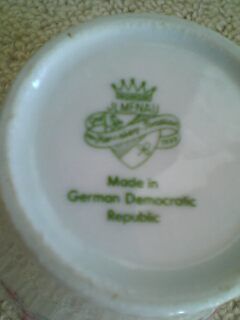 ILMENAU
Made in
German Democratic
Republic